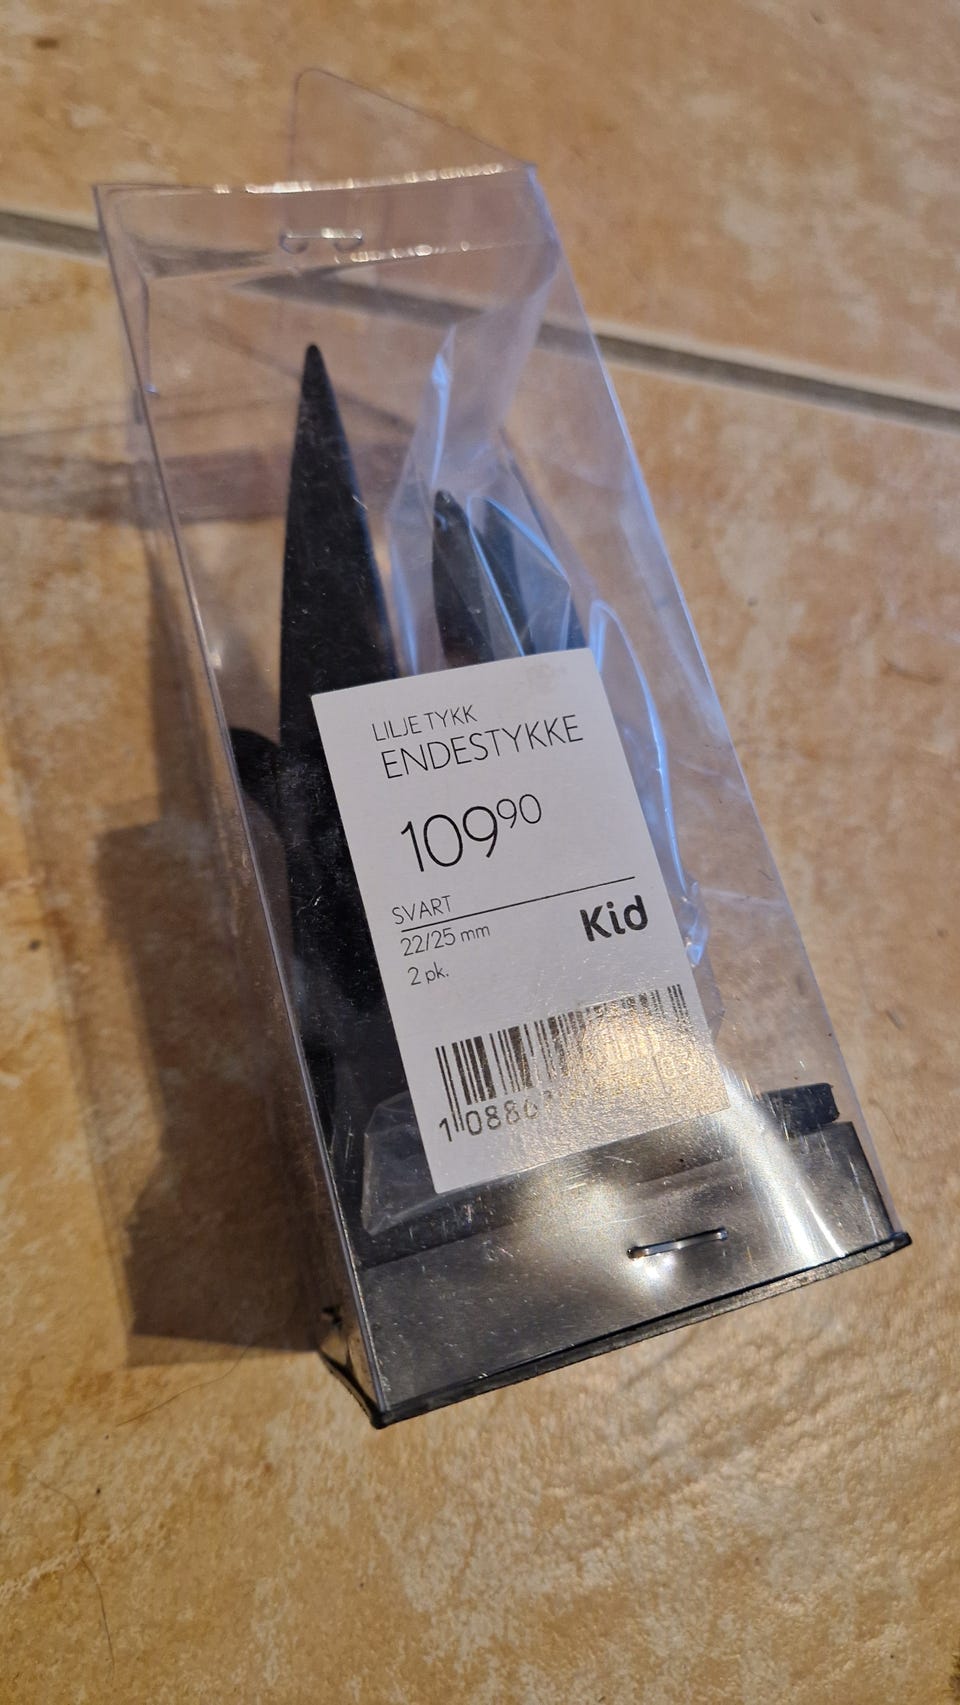 LILJE TYKK
ENDESTYKKE
109⁹⁰
SVART
22/25 mm
Kid
2 pk.